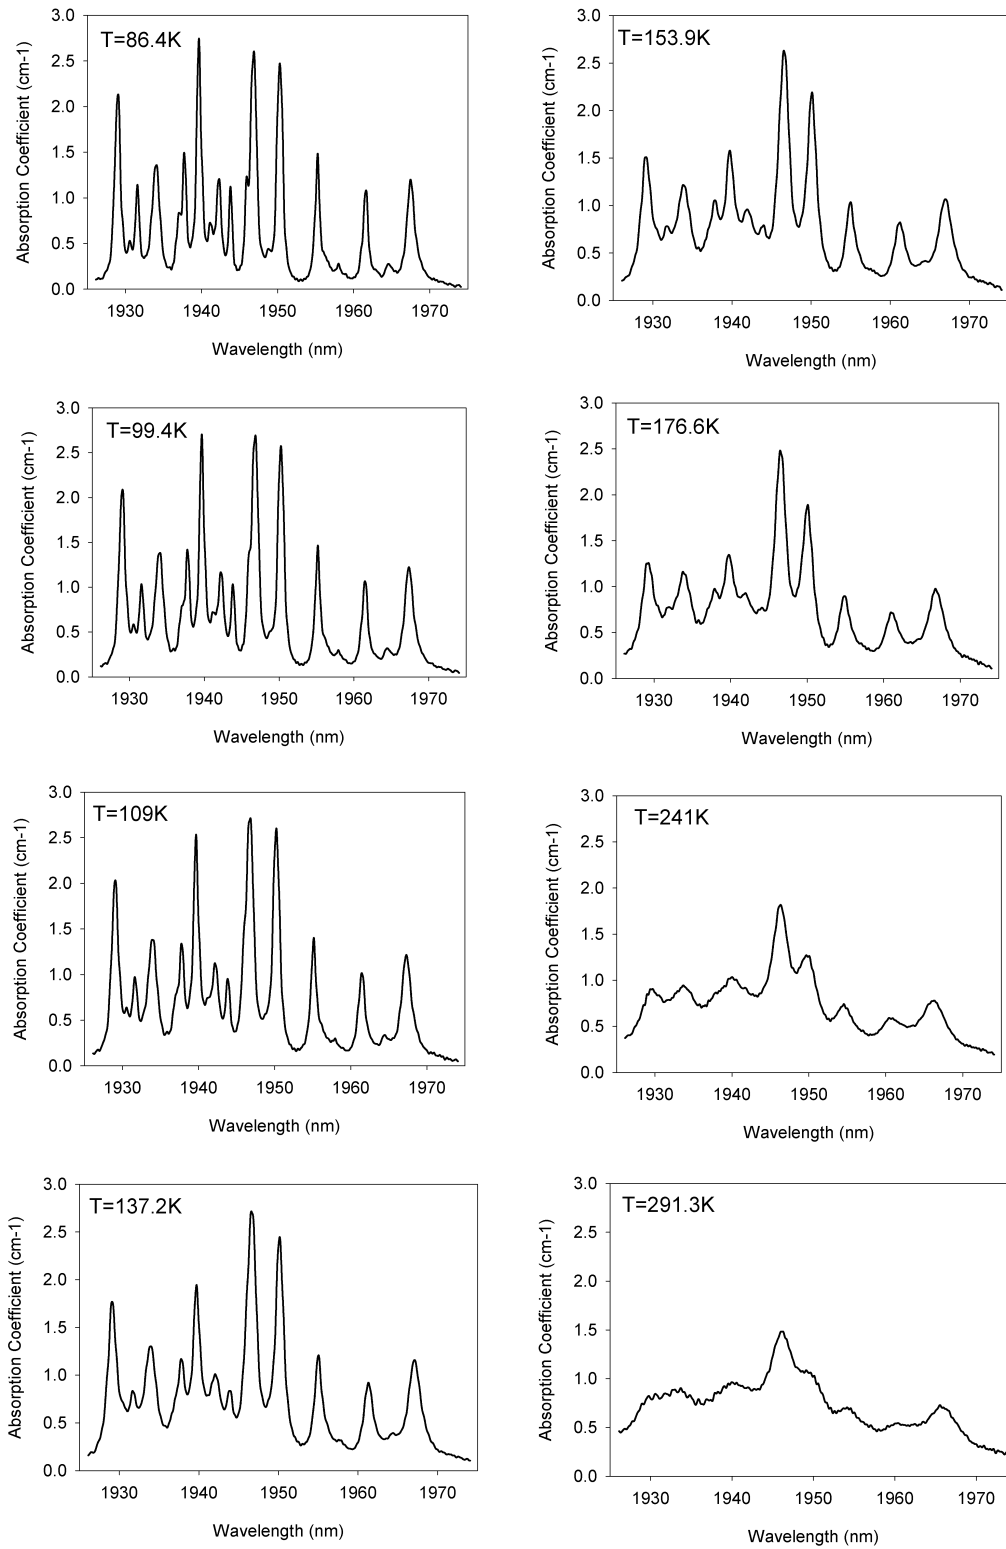 T=86.4K
Absorption Coefficient (cm-1)
3.0
2.5
2.0
1.5
1.0
0.5
0.0
1930 1940 1950 1960 1970
Wavelength (nm)
T=153.9K
Absorption Coefficient (cm-1)
3.0
2.5
2.0
1.5
1.0
0.5
0.0
1930 1940 1950 1960 1970
Wavelength (nm)
T=99.4K
Absorption Coefficient (cm-1)
3.0
2.5
2.0
1.5
1.0
0.5
0.0
1930 1940 1950 1960 1970
Wavelength (nm)
T=176.6K
Absorption Coefficient (cm-1)
3.0
2.5
2.0
1.5
1.0
0.5
0.0
1930 1940 1950 1960 1970
Wavelength (nm)
T=109K
Absorption Coefficient (cm-1)
3.0
2.5
2.0
1.5
1.0
0.5
0.0
1930 1940 1950 1960 1970
Wavelength (nm)
T=241K
Absorption Coefficient (cm-1)
3.0
2.5
2.0
1.5
1.0
0.5
0.0
1930 1940 1950 1960 1970
Wavelength (nm)
T=137.2K
Absorption Coefficient (cm-1)
3.0
2.5
2.0
1.5
1.0
0.5
0.0
1930 1940 1950 1960 1970
Wavelength (nm)
T=291.3K
Absorption Coefficient (cm-1)
3.0
2.5
2.0
1.5
1.0
0.5
0.0
1930 1940 1950 1960 1970
Wavelength (nm)